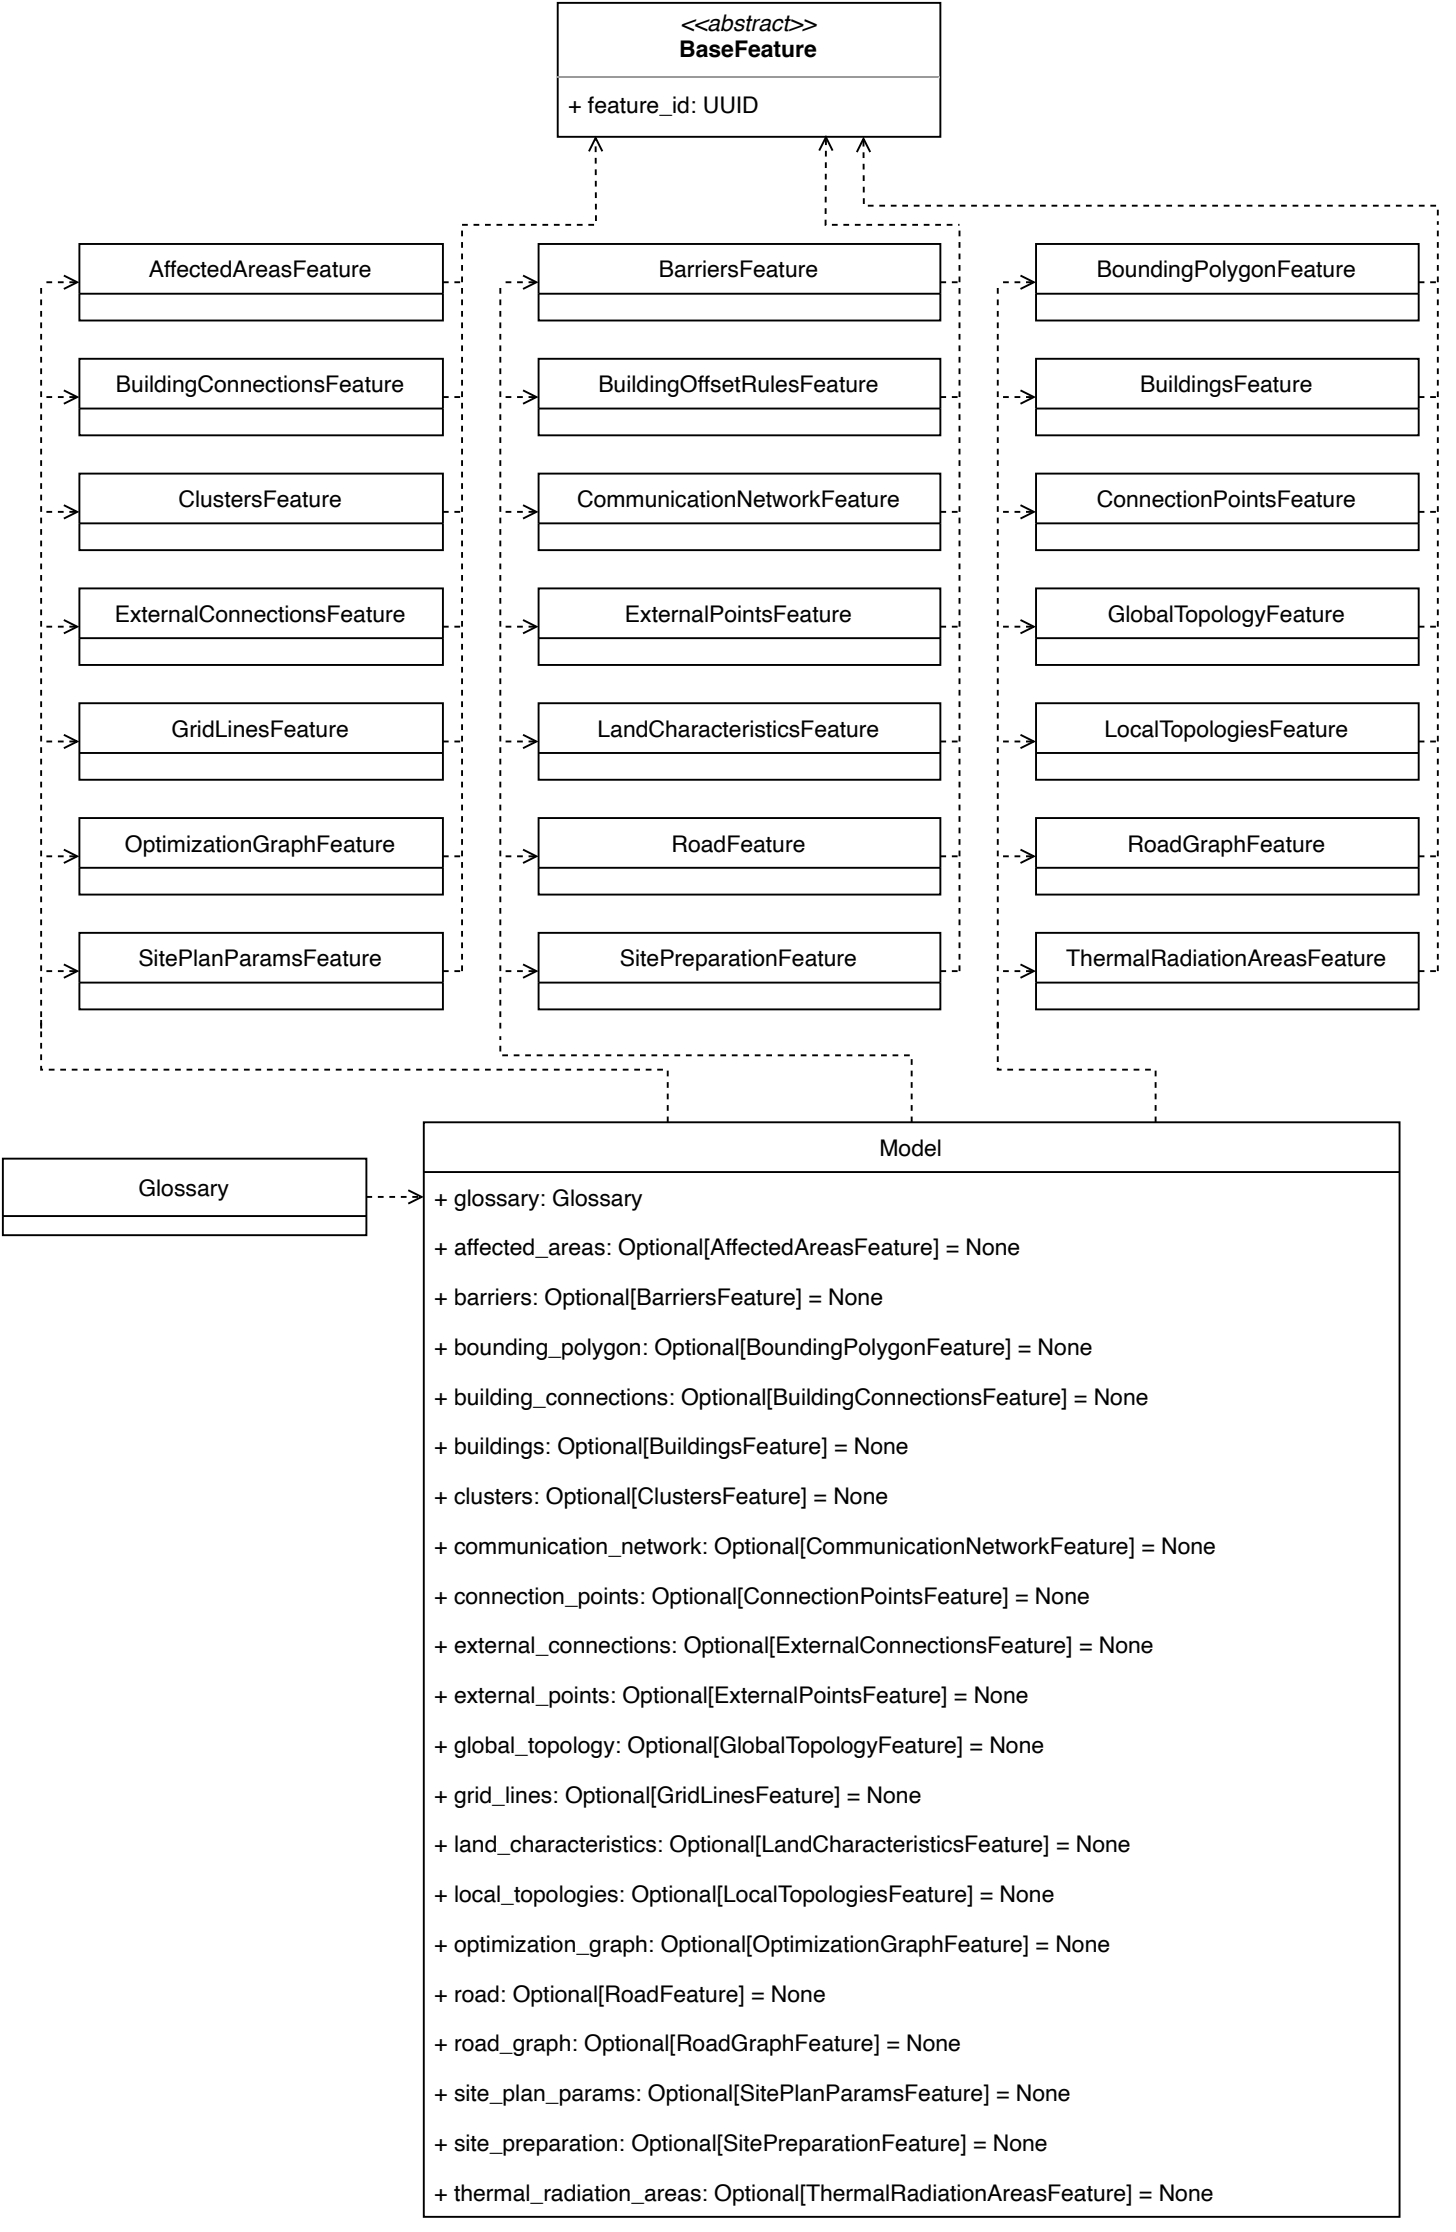 <<abstract>>
BaseFeature
+ feature_id: UUID
AffectedAreasFeature
BarriersFeature
BoundingPolygonFeature
BuildingConnectionsFeature
BuildingOffsetRulesFeature
BuildingsFeature
ClustersFeature
CommunicationNetworkFeature
ConnectionPointsFeature
ExternalConnectionsFeature
ExternalPointsFeature
GlobalTopologyFeature
GridLinesFeature
LandCharacteristicsFeature
LocalTopologiesFeature
OptimizationGraphFeature
RoadFeature
RoadGraphFeature
SitePlanParamsFeature
SitePreparationFeature
ThermalRadiationAreasFeature
Glossary
Model
+ glossary: Glossary
+ affected_areas: Optional[AffectedAreasFeature] = None
+ barriers: Optional[BarriersFeature] = None
+ bounding_polygon: Optional[BoundingPolygonFeature] = None
+ building_connections: Optional[BuildingConnectionsFeature] = None
+ buildings: Optional[BuildingsFeature] = None
+ clusters: Optional[ClustersFeature] = None
+ communication_network: Optional[CommunicationNetworkFeature] = None
+ connection_points: Optional[ConnectionPointsFeature] = None
+ external_connections: Optional[ExternalConnectionsFeature] = None
+ external_points: Optional[ExternalPointsFeature] = None
+ global_topology: Optional[GlobalTopologyFeature] = None
+ grid_lines: Optional[GridLinesFeature] = None
+ land_characteristics: Optional[LandCharacteristicsFeature] = None
+ local_topologies: Optional[LocalTopologiesFeature] = None
+ optimization_graph: Optional[OptimizationGraphFeature] = None
+ road: Optional[RoadFeature] = None
+ road_graph: Optional[RoadGraphFeature] = None
+ site_plan_params: Optional[SitePlanParamsFeature] = None
+ site_preparation: Optional[SitePreparationFeature] = None
+ thermal_radiation_areas: Optional[ThermalRadiationAreasFeature] = None